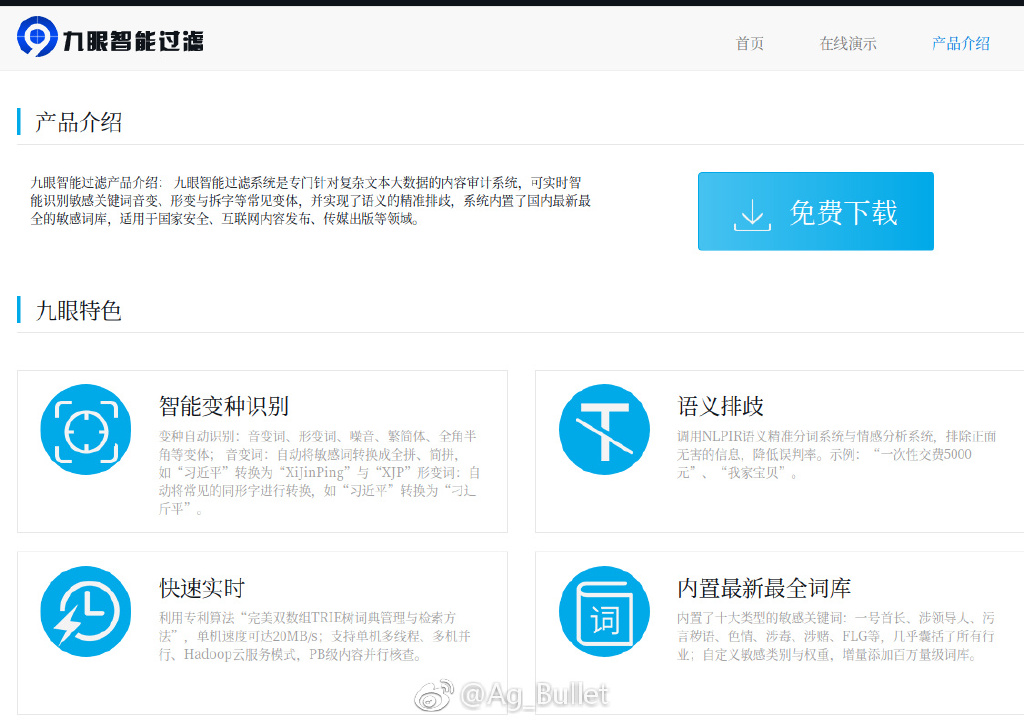 九眼智能过滤
首页
在线演示
产品介绍
产品介绍
九眼智能过滤产品介绍： 九眼智能过滤系统是专门针对复杂文本大数据的内容审计系统，可实时智
能识别敏感关键词音变、形变与拆字等常见变体，并实现了语义的精准排歧，系统内置了国内最新最
全的敏感词库，适用于国家安全、互联网内容发布、传媒出版等领域。
免费下载
九眼特色
智能变种识别
变种自动识别：音变词、形变词、噪音、繁简体、全角半
角等变体； 音变词：自动将敏感词转换成全拼、简拼，
如“习近平”转换为“XiJinPing”与“XJP”形变词：自
动将常见的同形字进行转换，如“习近平”转换为“刁辷
斤平”。
语义排歧
调用NLPIR语义精准分词系统与情感分析系统，排除正面
无害的信息，降低误判率。示例：“一次性交费5000
元”、“我家宝贝”。
快速实时
利用专利算法“完美双数组TRIE树词典管理与检索方
法”，单机速度可达20MB/s；支持单机多线程、多机并
行、Hadoop云服务模式，PB级内容并行核查。
词
内置最新最全词库
内置了十大类型的敏感关键词：一号首长、涉领导人、污
言秽语、色情、涉毒、涉赌、FLG等，几乎囊括了所有行
业；自定义敏感类别与权重，增量添加百万量级词库。
@Ag_Bullet